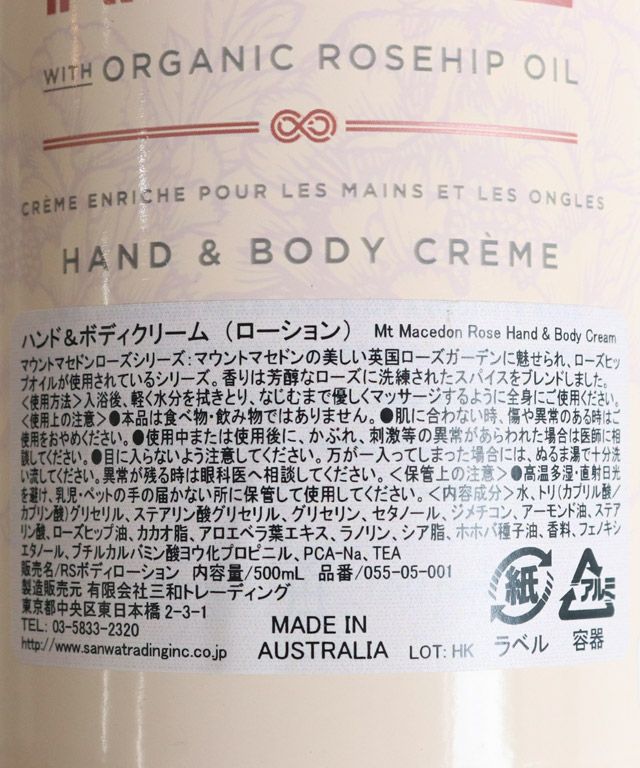 WITH ORGANIC ROSEHIP OIL
CRÈME ENRICHE POUR LES MAINS ET LES ONGLES
HAND & BODY CRÈME
ハンド＆ボディクリーム（ローション） Mt Macedon Rose Hand & Body Cream
マウントマセドンローズシリーズ：マウントマセドンの美しい英国ローズガーデンに魅せられ、ローズヒッ
プオイルが使用されているシリーズ。香りは芳醇なローズに洗練されたスパイスをブレンドしました。
＜使用方法＞入浴後、軽く水分を拭きとり、なじむまで優しくマッサージするように全身にご使用ください。
＜使用上の注意＞●本品は食べ物・飲み物ではありません。●肌に合わない時、傷や異常のある時はご
使用をおやめください。●使用中または使用後に、かぶれ、刺激等の異常があらわれた場合は医師に相
談してください。●目に入らないよう注意してください。万が一入ってしまった場合には、ぬるま湯で十分洗
い流してください。異常が残る時は眼科医へ相談してください。＜保管上の注意＞●高温多湿・直射日光
を避け、乳児・ペットの手の届かない所に保管して使用してください。＜内容成分＞水、トリ(カプリル酸/
カプリン酸)グリセリル、ステアリン酸グリセリル、グリセリン、セタノール、ジメチコン、アーモンド油、ステア
リン酸、ローズヒップ油、カカオ脂、アロエベラ葉エキス、ラノリン、シア脂、ホホバ種子油、香料、フェノキシ
エタノール、ブチルカルバミン酸ヨウ化プロピニル、PCA-Na、TEA
販売名/RSボディローション 内容量/500mL 品番/055-05-001
製造販売元 有限会社三和トレーディング
東京都中央区東日本橋2-3-1
TEL: 03-5833-2320
http://www.sanwatradinginc.co.jp
MADE IN
AUSTRALIA LOT: HK
紙
ラベル
アルミ
容器